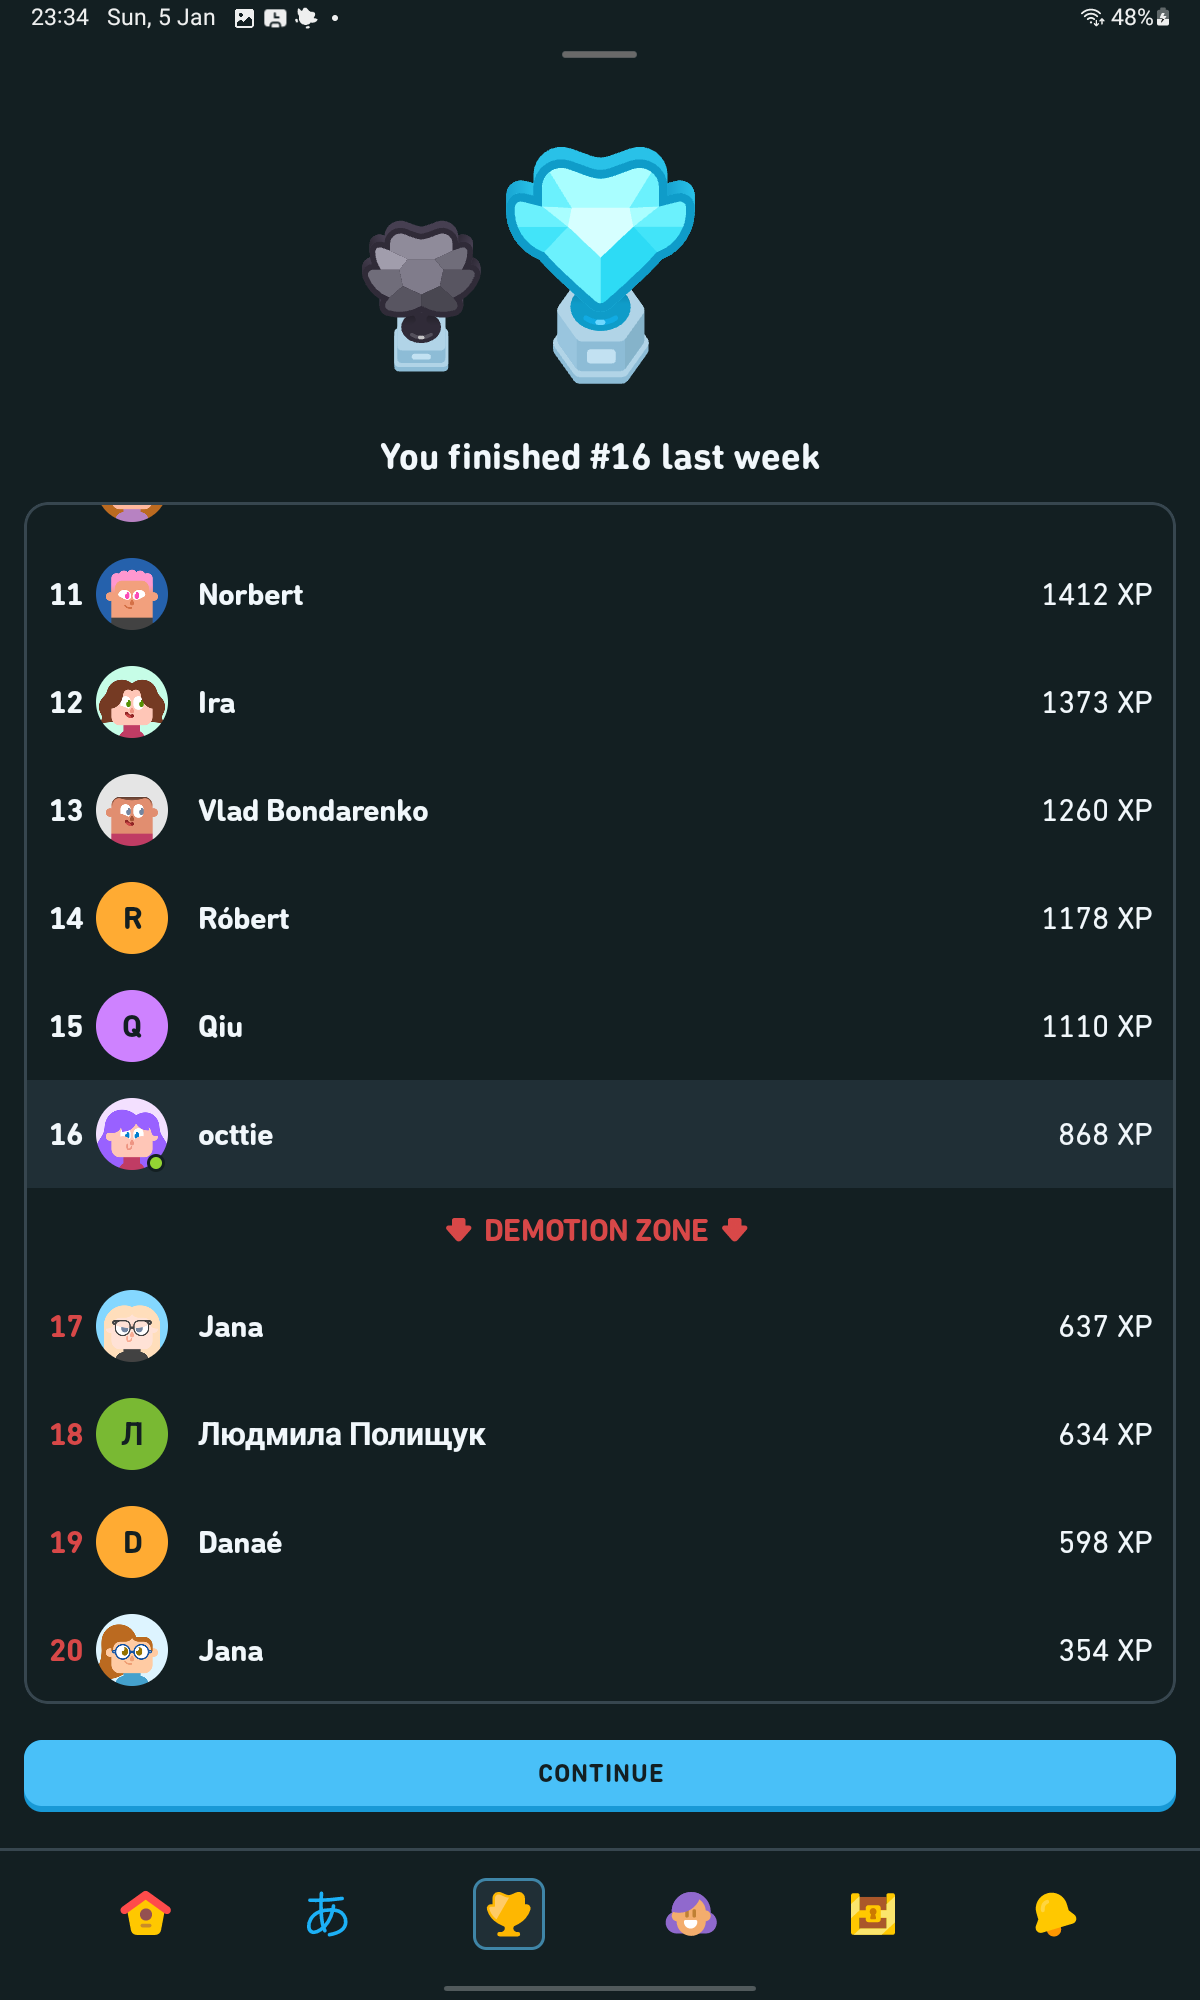 23:34 Sun, 5 Jan 48%
You finished #16 last week
11 Norbert 1412 XP
12 Ira 1373 XP
13 Vlad Bondarenko 1260 XP
14 R Róbert 1178 XP
15 Q Qiu 1110 XP
16 octtie 868 XP
DEMOTION ZONE
17 Jana 637 XP
18 Л Людмила Полищук 634 XP
19 D Danaé 598 XP
20 Jana 354 XP
CONTINUE
あ